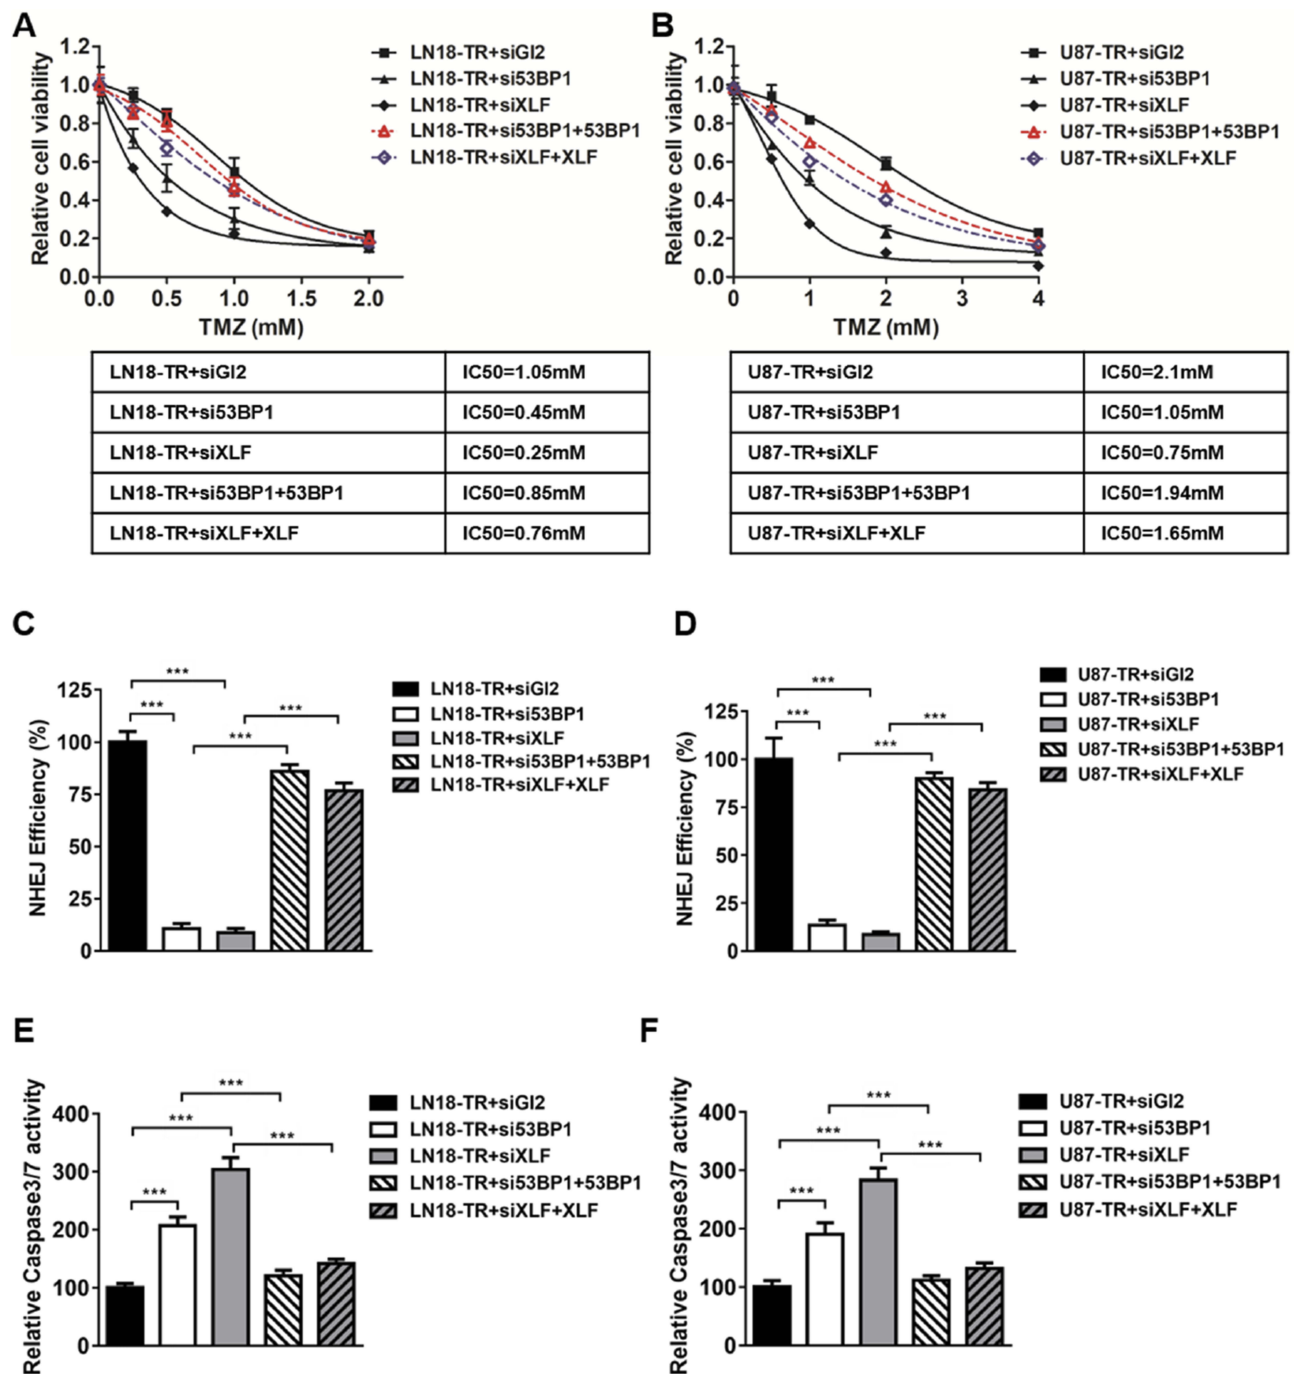 A
Relative cell viability
1.2
1.0
0.8
0.6
0.4
0.2
0.0
0.0 0.5 1.0 1.5 2.0
TMZ (mM)
LN18-TR+siGl2
LN18-TR+si53BP1
LN18-TR+siXLF
LN18-TR+si53BP1+53BP1
LN18-TR+siXLF+XLF
LN18-TR+siGl2 IC50=1.05mM
LN18-TR+si53BP1 IC50=0.45mM
LN18-TR+siXLF IC50=0.25mM
LN18-TR+si53BP1+53BP1 IC50=0.85mM
LN18-TR+siXLF+XLF IC50=0.76mM
B
Relative cell viability
1.2
1.0
0.8
0.6
0.4
0.2
0.0
0 1 2 3 4
TMZ (mM)
U87-TR+siGl2
U87-TR+si53BP1
U87-TR+siXLF
U87-TR+si53BP1+53BP1
U87-TR+siXLF+XLF
U87-TR+siGl2 IC50=2.1mM
U87-TR+si53BP1 IC50=1.05mM
U87-TR+siXLF IC50=0.75mM
U87-TR+si53BP1+53BP1 IC50=1.94mM
U87-TR+siXLF+XLF IC50=1.65mM
C
NHEJ Efficiency (%)
125
100
75
50
25
0
***
***
***
***
LN18-TR+siGl2
LN18-TR+si53BP1
LN18-TR+siXLF
LN18-TR+si53BP1+53BP1
LN18-TR+siXLF+XLF
D
NHEJ Efficiency (%)
125
100
75
50
25
0
***
***
***
***
U87-TR+siGl2
U87-TR+si53BP1
U87-TR+siXLF
U87-TR+si53BP1+53BP1
U87-TR+siXLF+XLF
E
Relative Caspase3/7 activity
400
300
200
100
0
***
***
***
***
LN18-TR+siGl2
LN18-TR+si53BP1
LN18-TR+siXLF
LN18-TR+si53BP1+53BP1
LN18-TR+siXLF+XLF
F
Relative Caspase3/7 activity
400
300
200
100
0
***
***
***
***
U87-TR+siGl2
U87-TR+si53BP1
U87-TR+siXLF
U87-TR+si53BP1+53BP1
U87-TR+siXLF+XLF